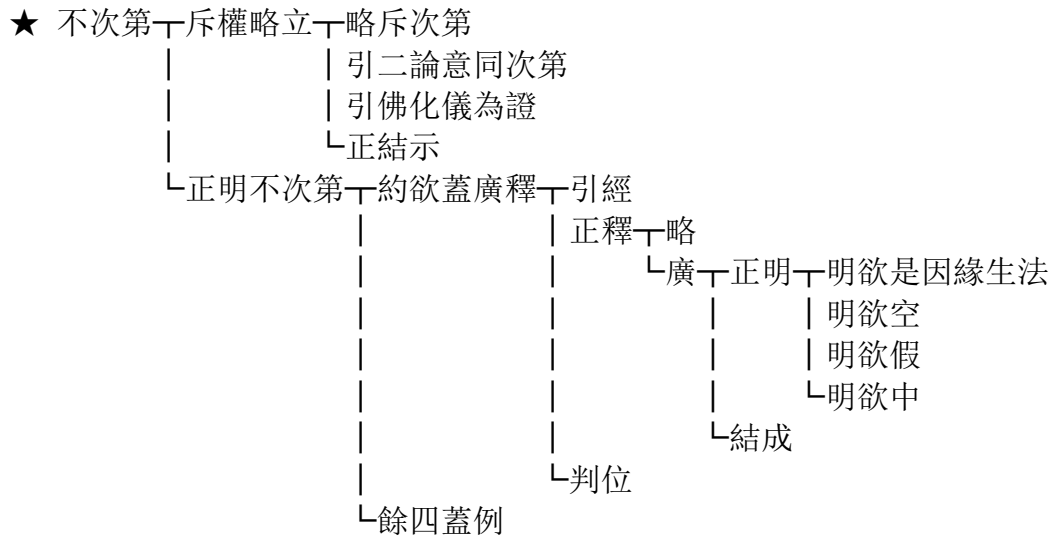 ★ 不次第┬斥權略立┬略斥次第
│引二論意同次第
│引佛化儀為證
└正結示
└正明不次第┬約欲蓋廣釋┬引經
│正釋┬略
└廣┬正明┬明欲是因緣生法
│明欲空
│明欲假
└明欲中
└結成
└判位
└餘四蓋例